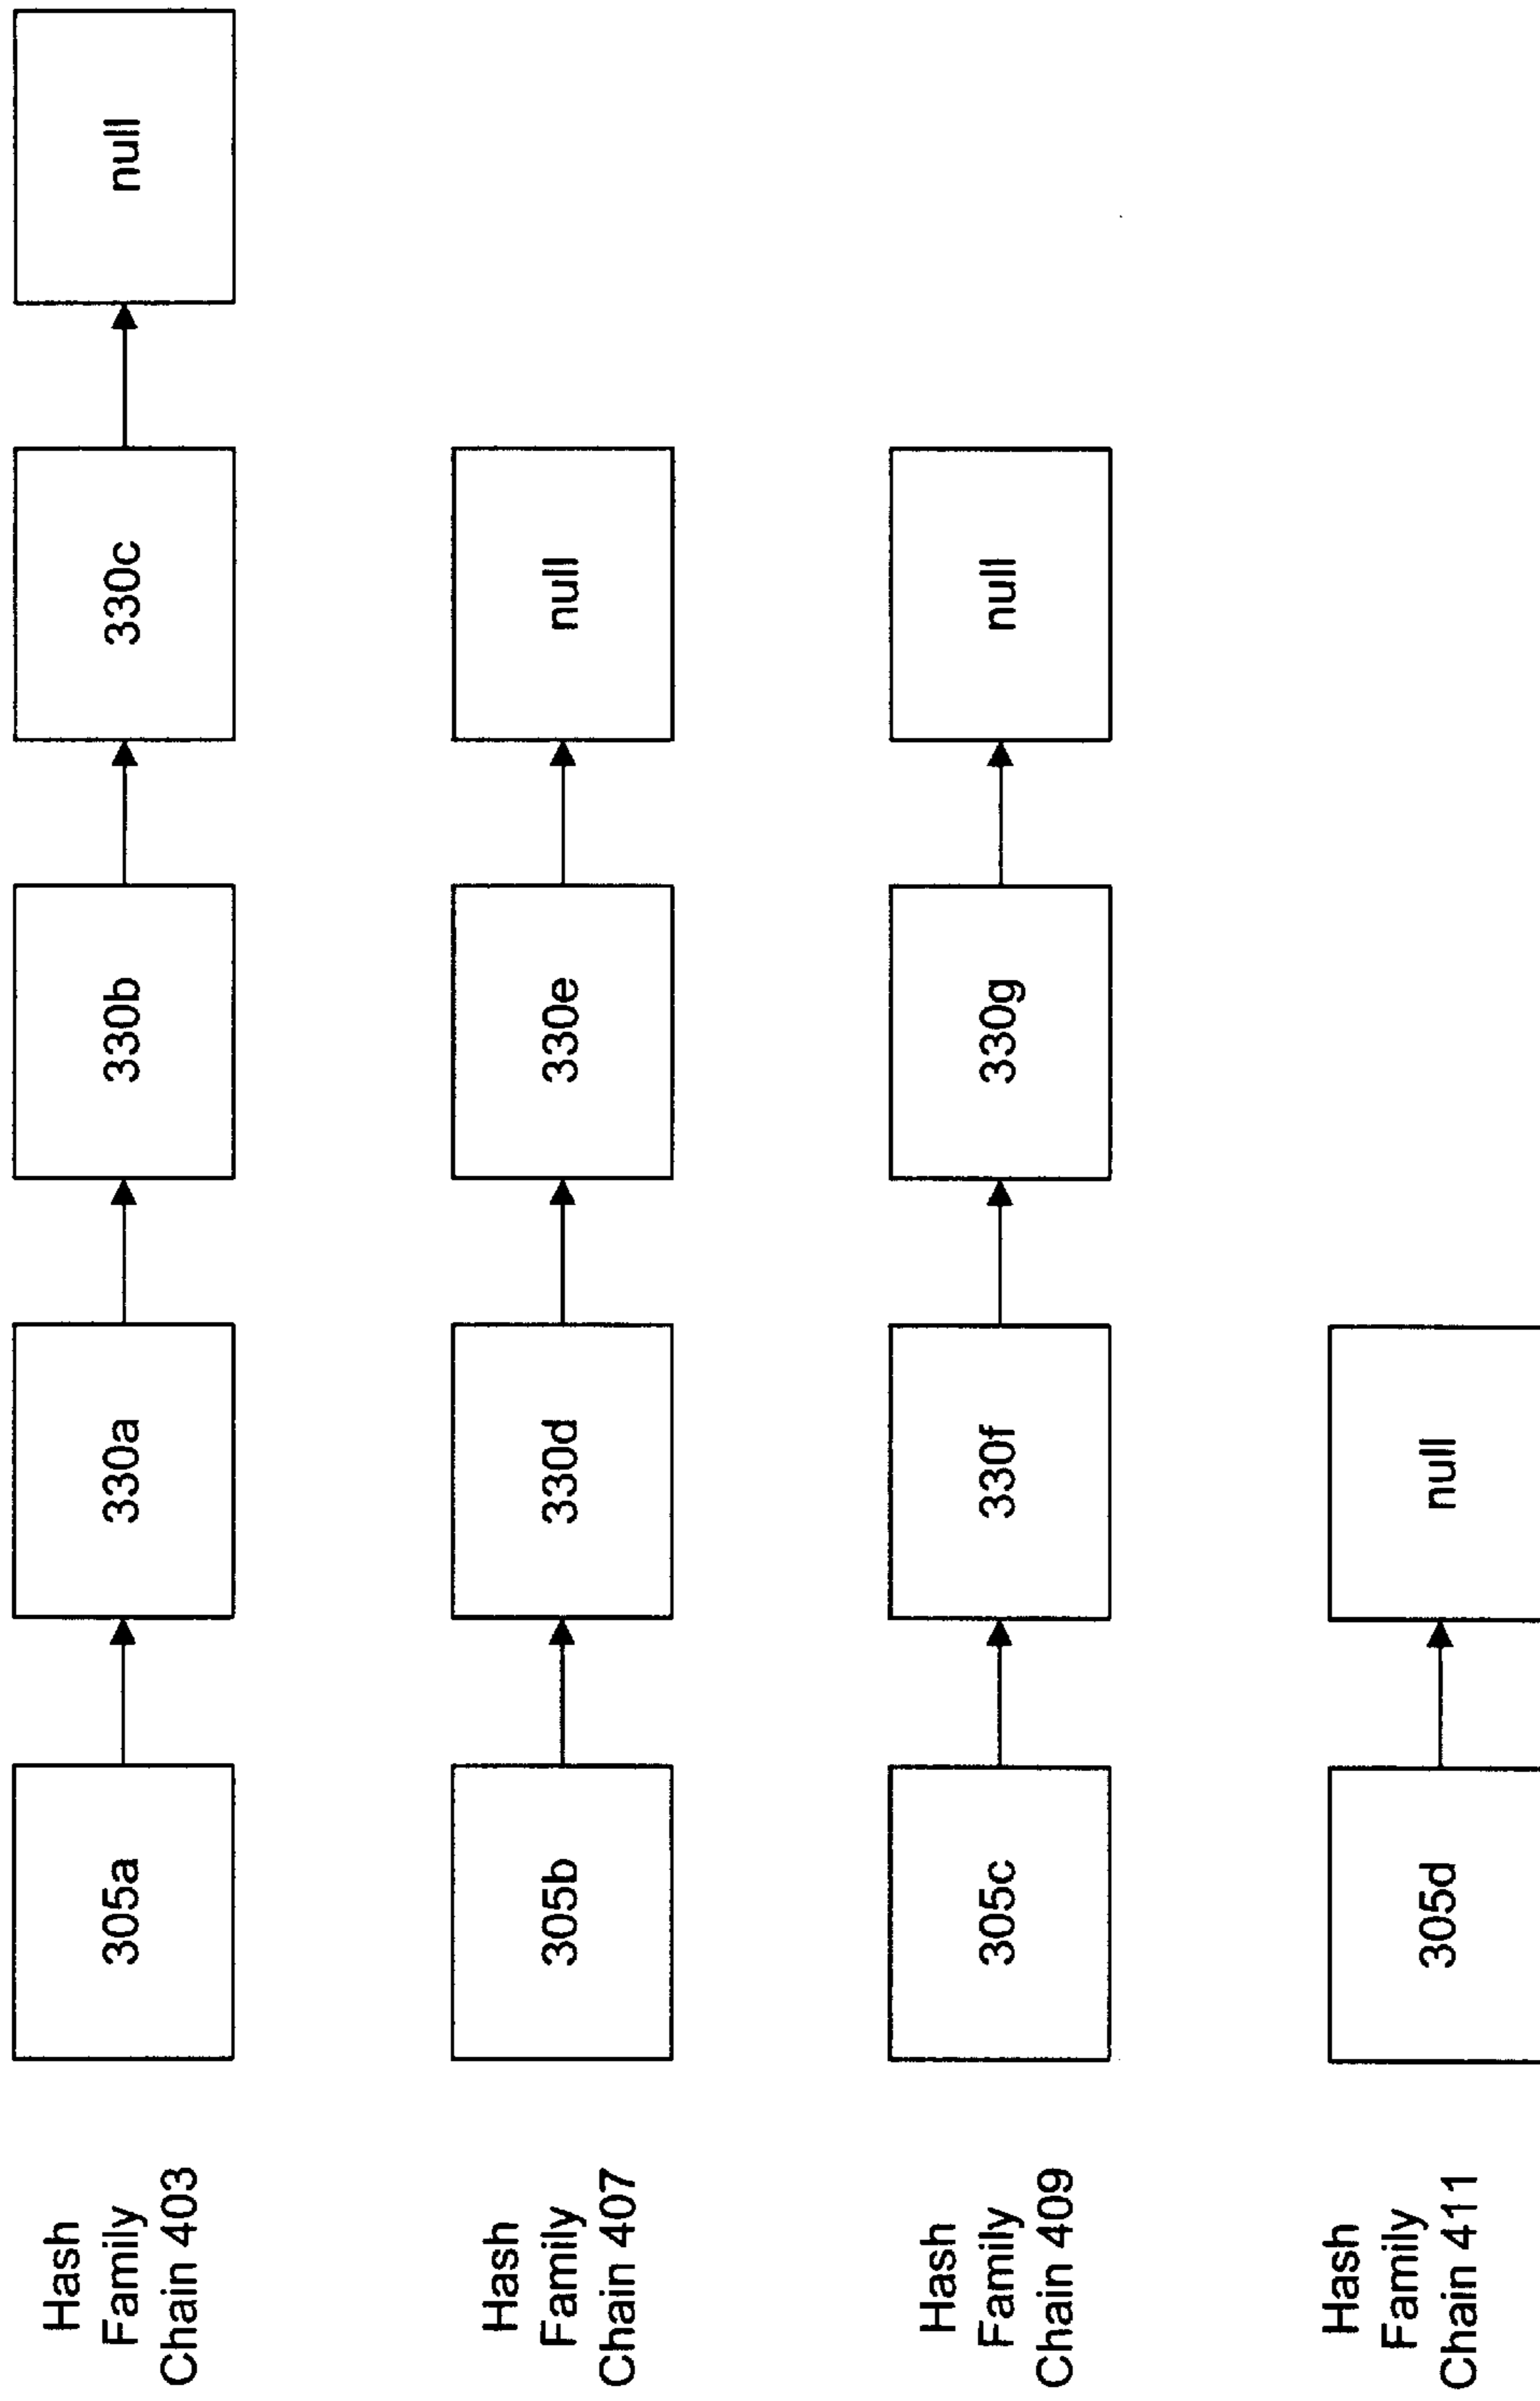 Hash
Family
Chain 403
305a
330a
330b
330c
null
Hash
Family
Chain 407
305b
330d
330e
null
Hash
Family
Chain 409
305c
330f
330g
null
Hash
Family
Chain 411
305d
null